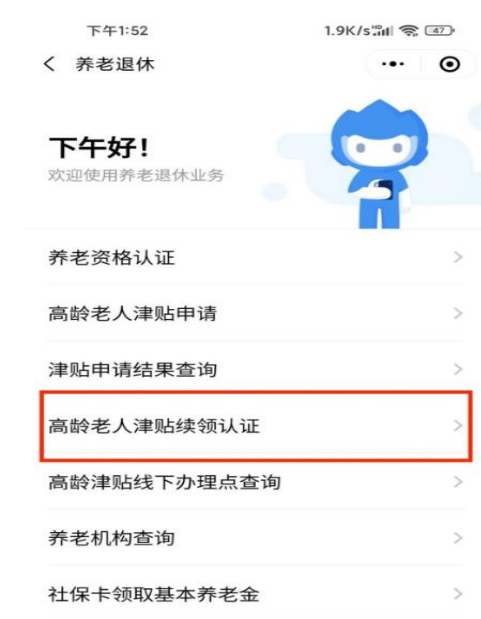 下午1:52
1.9K/s HD 47
养老退休
下午好！
欢迎使用养老退休业务
养老资格认证
高龄老人津贴申请
津贴申请结果查询
高龄老人津贴续领认证
高龄津贴线下办理点查询
养老机构查询
社保卡领取基本养老金